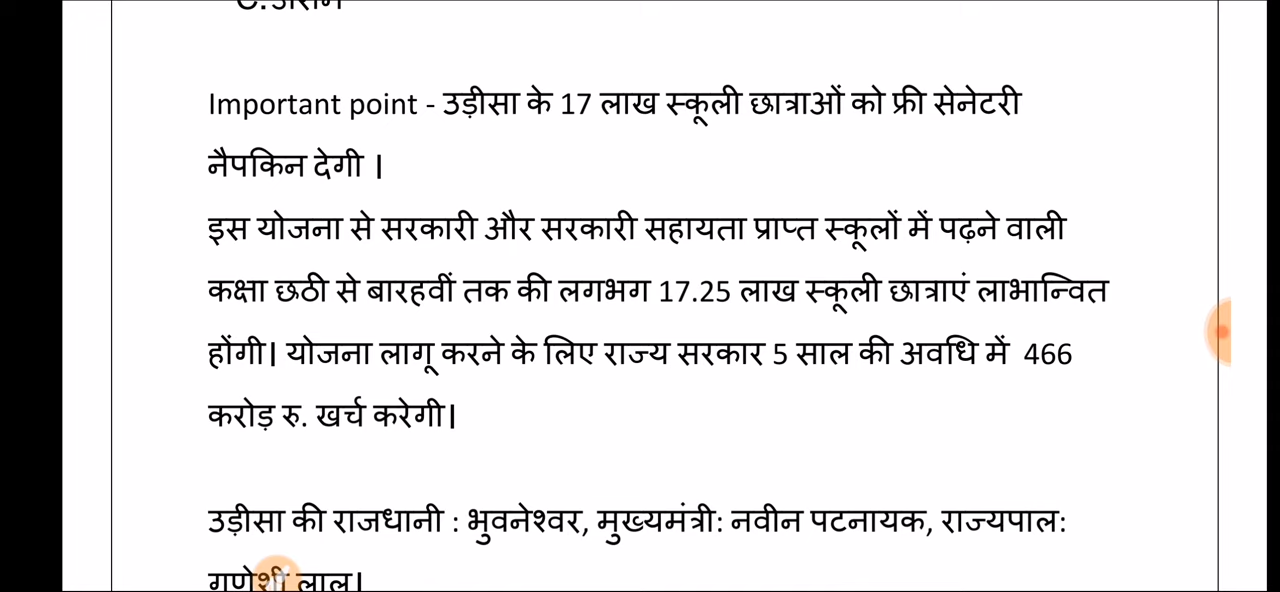 C.असम
Important point - उड़ीसा के 17 लाख स्कूली छात्राओं को फ्री सेनेटरी
नैपकिन देगी ।
इस योजना से सरकारी और सरकारी सहायता प्राप्त स्कूलों में पढ़ने वाली
कक्षा छठी से बारहवीं तक की लगभग 17.25 लाख स्कूली छात्राएं लाभान्वित
होंगी। योजना लागू करने के लिए राज्य सरकार 5 साल की अवधि में 466
करोड़ रु. खर्च करेगी।
उड़ीसा की राजधानी : भुवनेश्वर, मुख्यमंत्री: नवीन पटनायक, राज्यपाल:
गणेशी लाल।